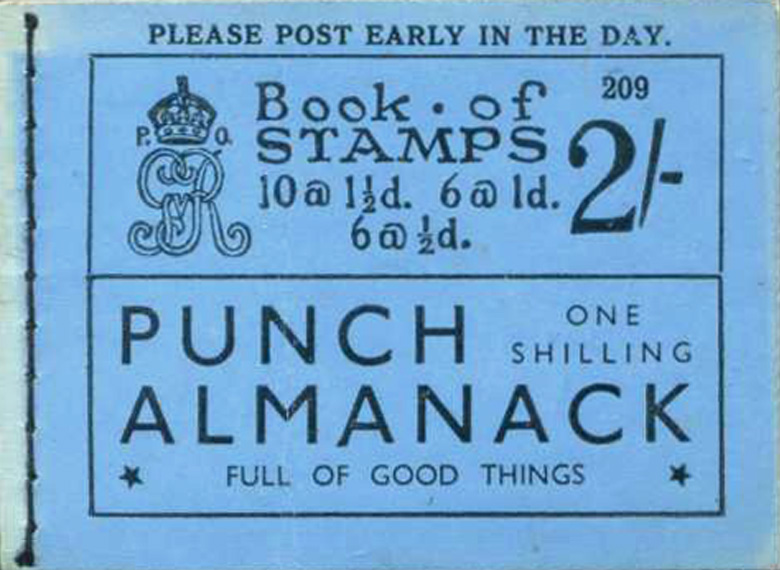 PLEASE POST EARLY IN THE DAY.
P. O.
GR
Book · of
STAMPS
10@ 1½d. 6@ 1d.
6@ ½d.
209
2/-
PUNCH
ONE
SHILLING
ALMANACK
★ FULL OF GOOD THINGS ★